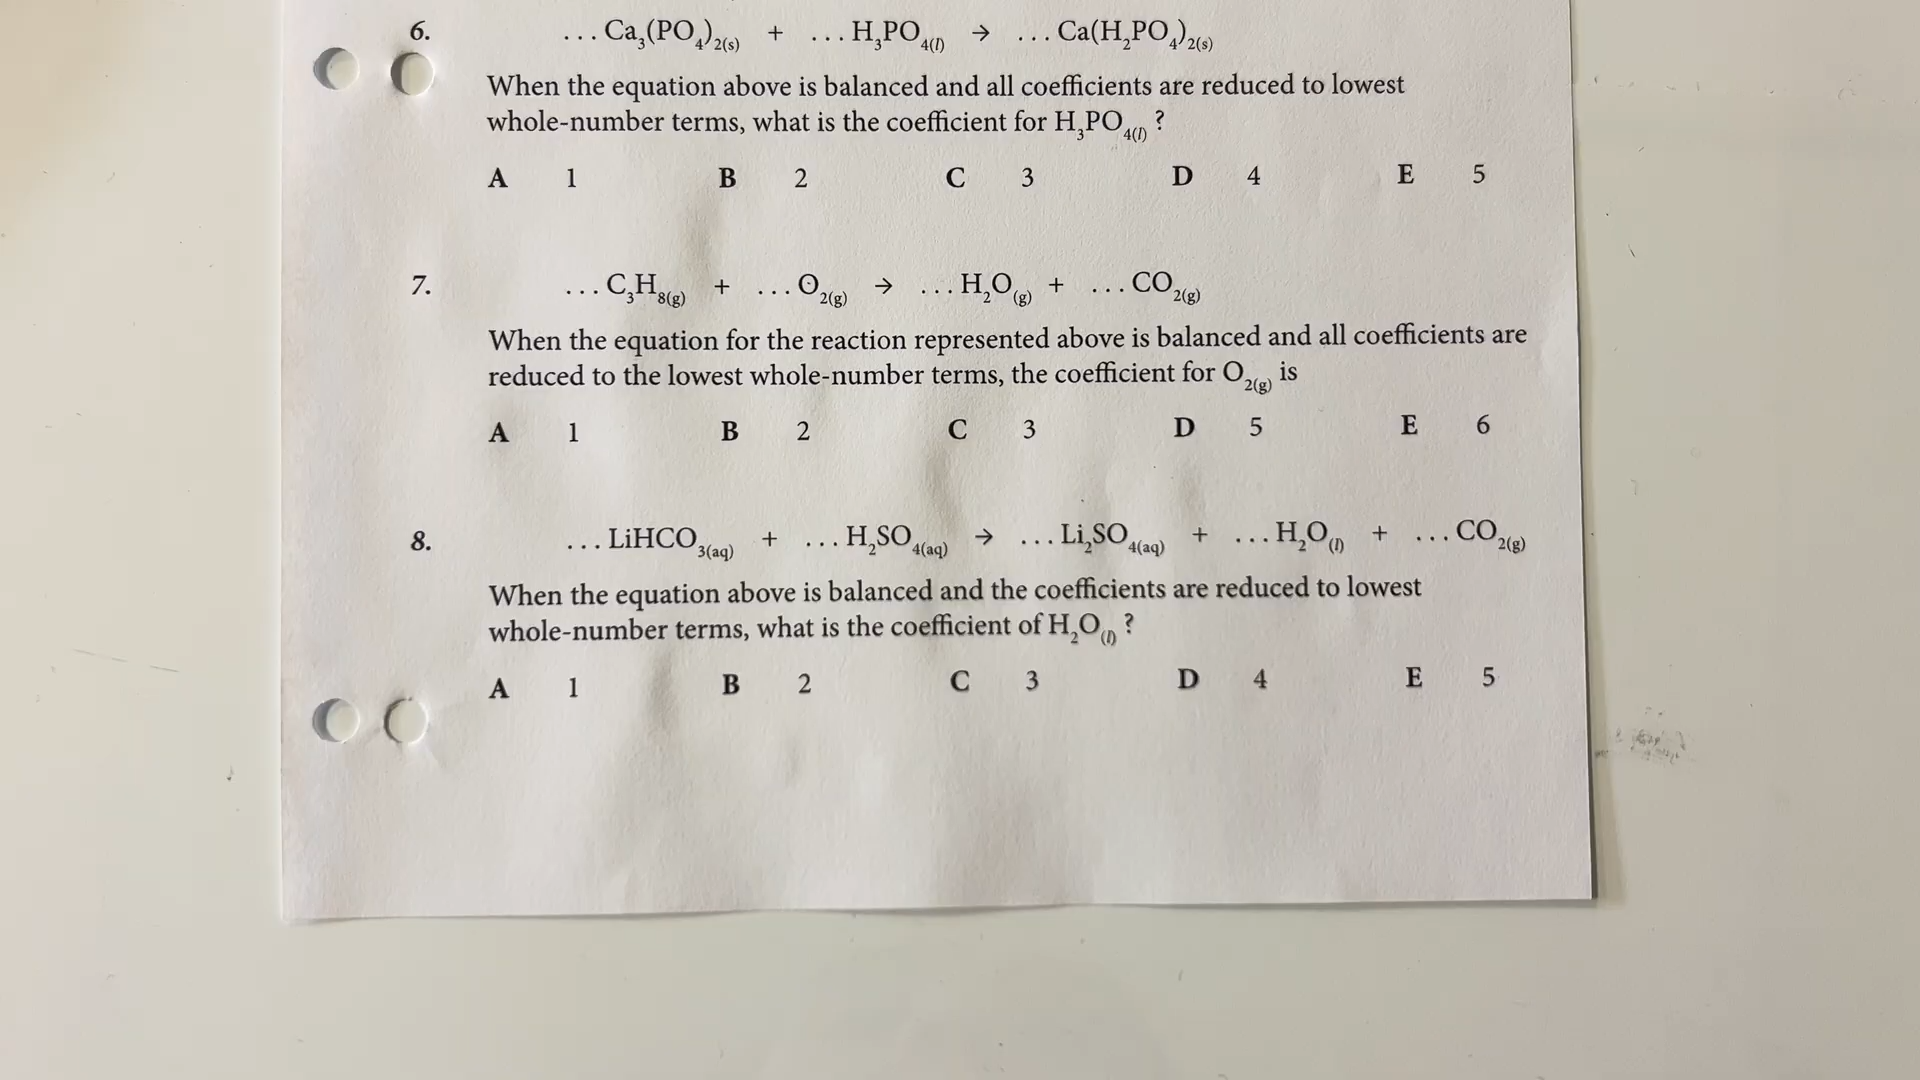 6. ... Ca₃(PO₄)₂₍ₛ₎ + ... H₃PO₄₍ₗ₎ → ... Ca(H₂PO₄)₂₍ₛ₎
When the equation above is balanced and all coefficients are reduced to lowest
whole-number terms, what is the coefficient for H₃PO₄₍ₗ₎ ?
A 1 B 2 C 3 D 4 E 5
7. ... C₃H₈(g) + ... O₂(g) → ... H₂O(g) + ... CO₂(g)
When the equation for the reaction represented above is balanced and all coefficients are
reduced to the lowest whole-number terms, the coefficient for O₂(g) is
A 1 B 2 C 3 D 5 E 6
8. ... LiHCO₃(aq) + ... H₂SO₄(aq) → ... Li₂SO₄(aq) + ... H₂O₍ₗ₎ + ... CO₂(g)
When the equation above is balanced and the coefficients are reduced to lowest
whole-number terms, what is the coefficient of H₂O₍ₗ₎ ?
A 1 B 2 C 3 D 4 E 5